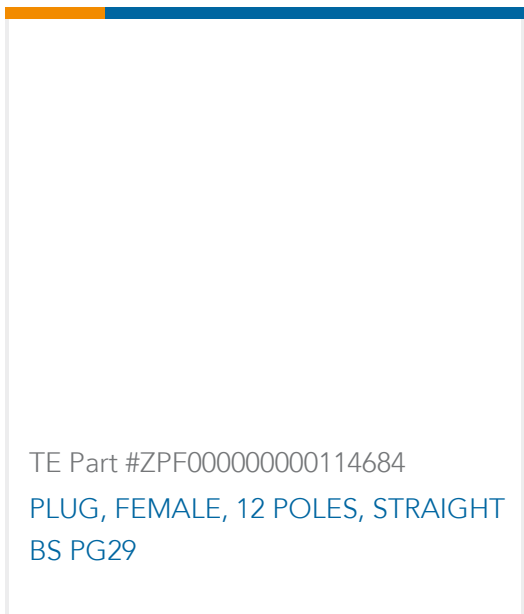 TE Part #ZPF000000000114684
PLUG, FEMALE, 12 POLES, STRAIGHT
BS PG29